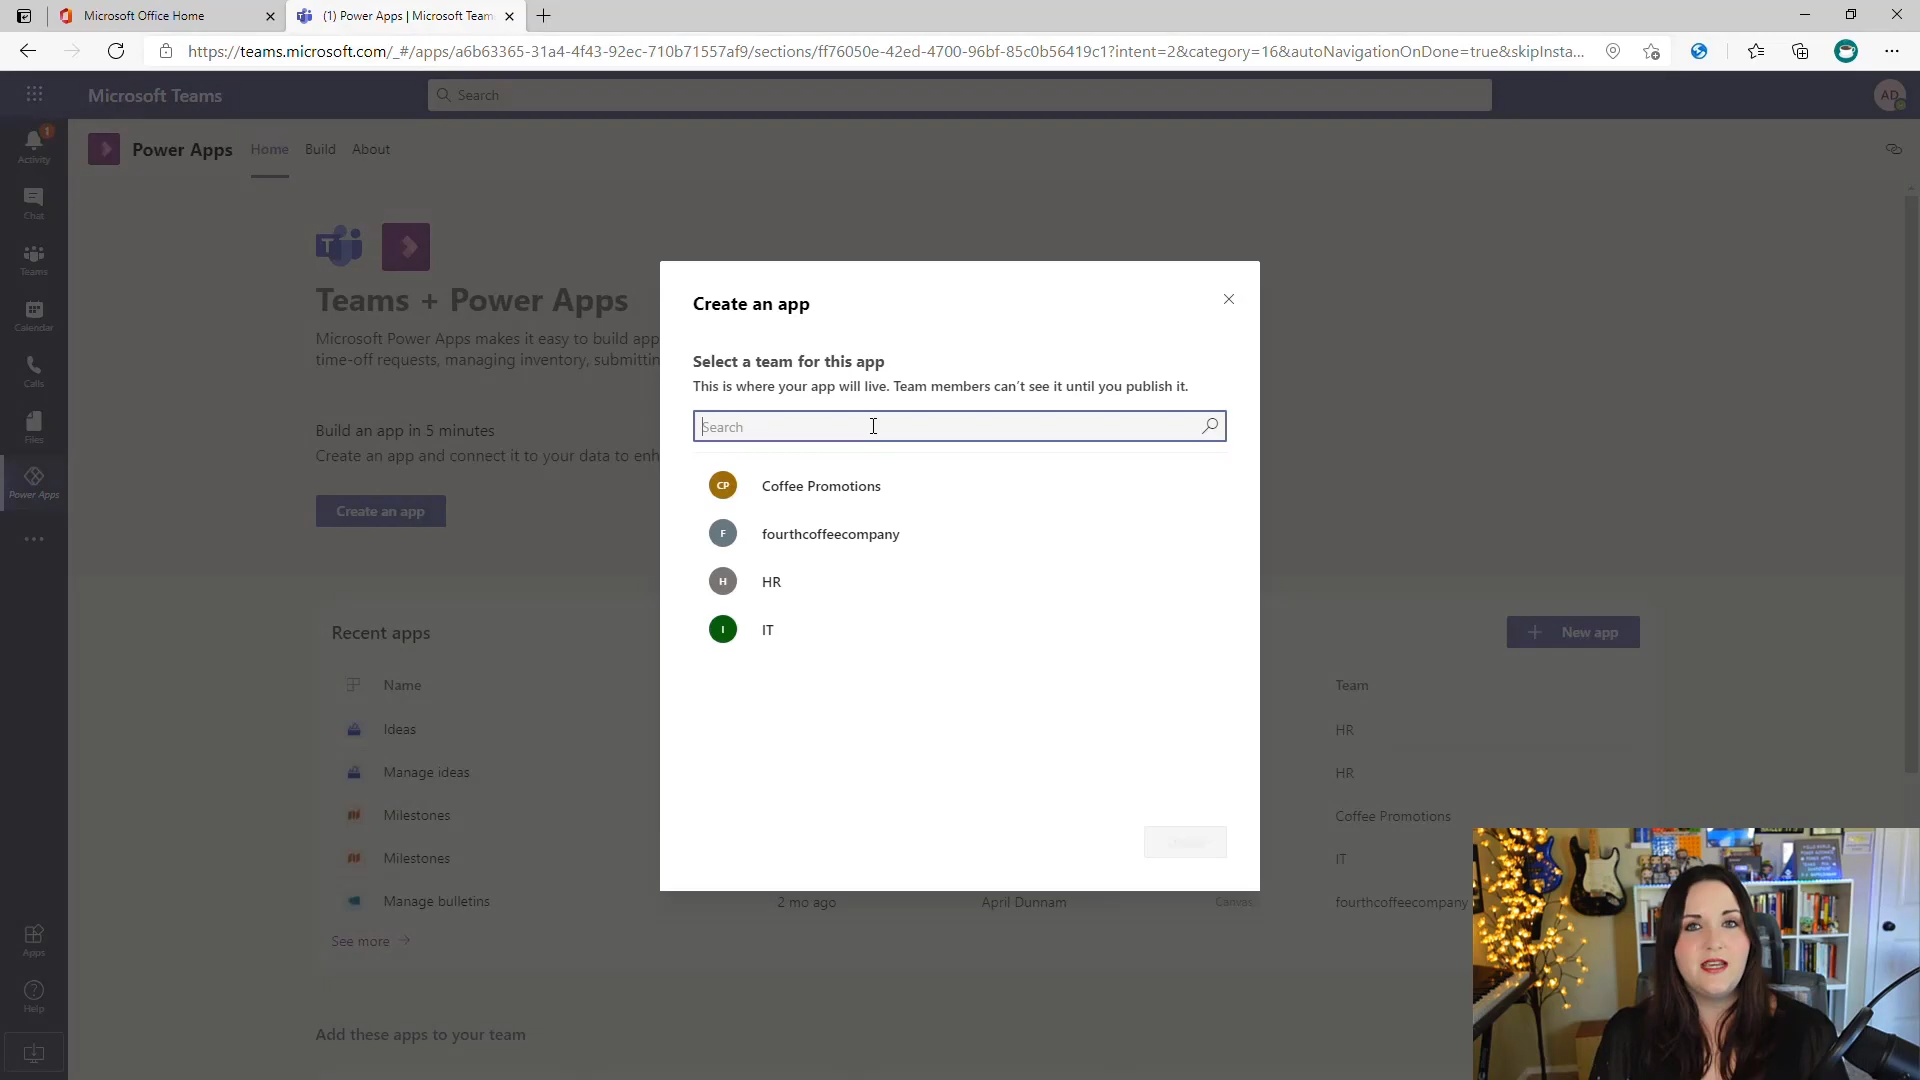 Microsoft Office Home
(1) Power Apps | Microsoft Team
https://teams.microsoft.com/_#/apps/a6b63365-31a4-4f43-92ec-710b71557af9/sections/ff76050e-42ed-4700-96bf-85c0b56419c1?intent=2&category=16&autoNavigationOnDone=true&skipInsta...
Microsoft Teams
Search
AD
1
Activity
Chat
Teams
Calendar
Calls
Files
Power Apps
Apps
Help
Power Apps
Home
Build
About
T
Teams + Power Apps
Microsoft Power Apps makes it easy to build app
time-off requests, managing inventory, submittin
Build an app in 5 minutes
Create an app and connect it to your data to enh
Create an app
Create an app
Select a team for this app
This is where your app will live. Team members can't see it until you publish it.
Search
CP Coffee Promotions
F fourthcoffeecompany
H HR
I IT
Recent apps
New app
Name
Team
Ideas
HR
Manage ideas
HR
Milestones
Coffee Promotions
Milestones
IT
Manage bulletins
2 mo ago
April Dunnam
Canvas
fourthcoffeecompany
See more
Add these apps to your team